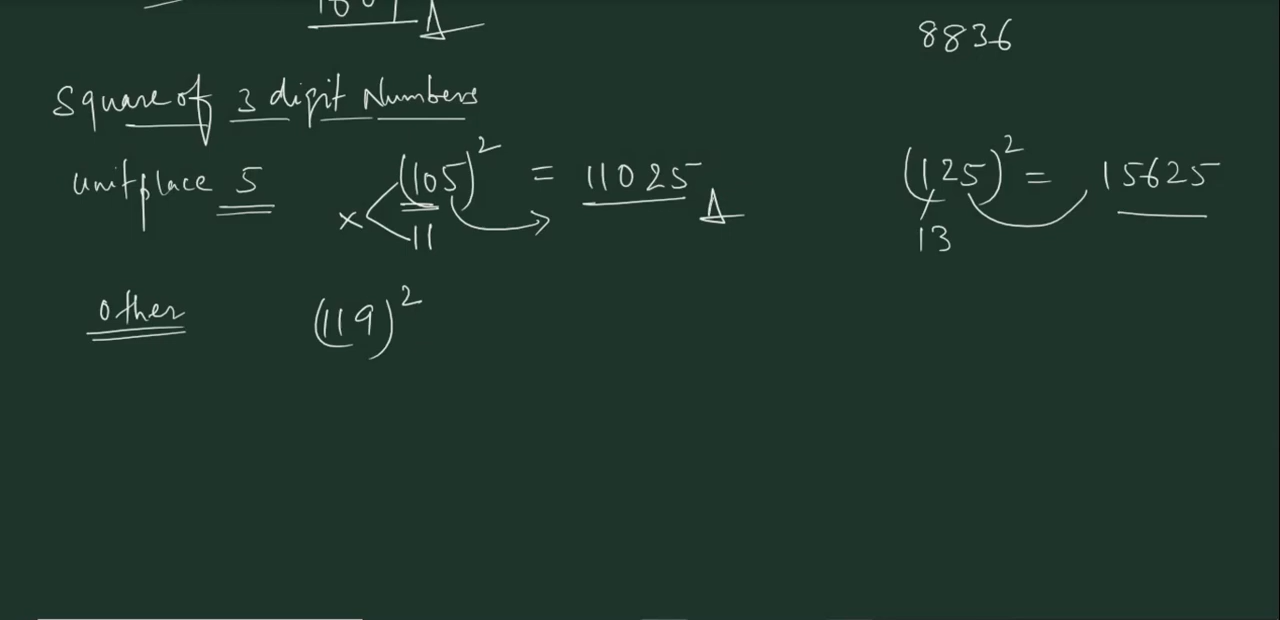 8836
Square of 3 digit Numbers
unitplace 5 (105)² = 11025 (125)² = 15625
× 11 13
other (119)²